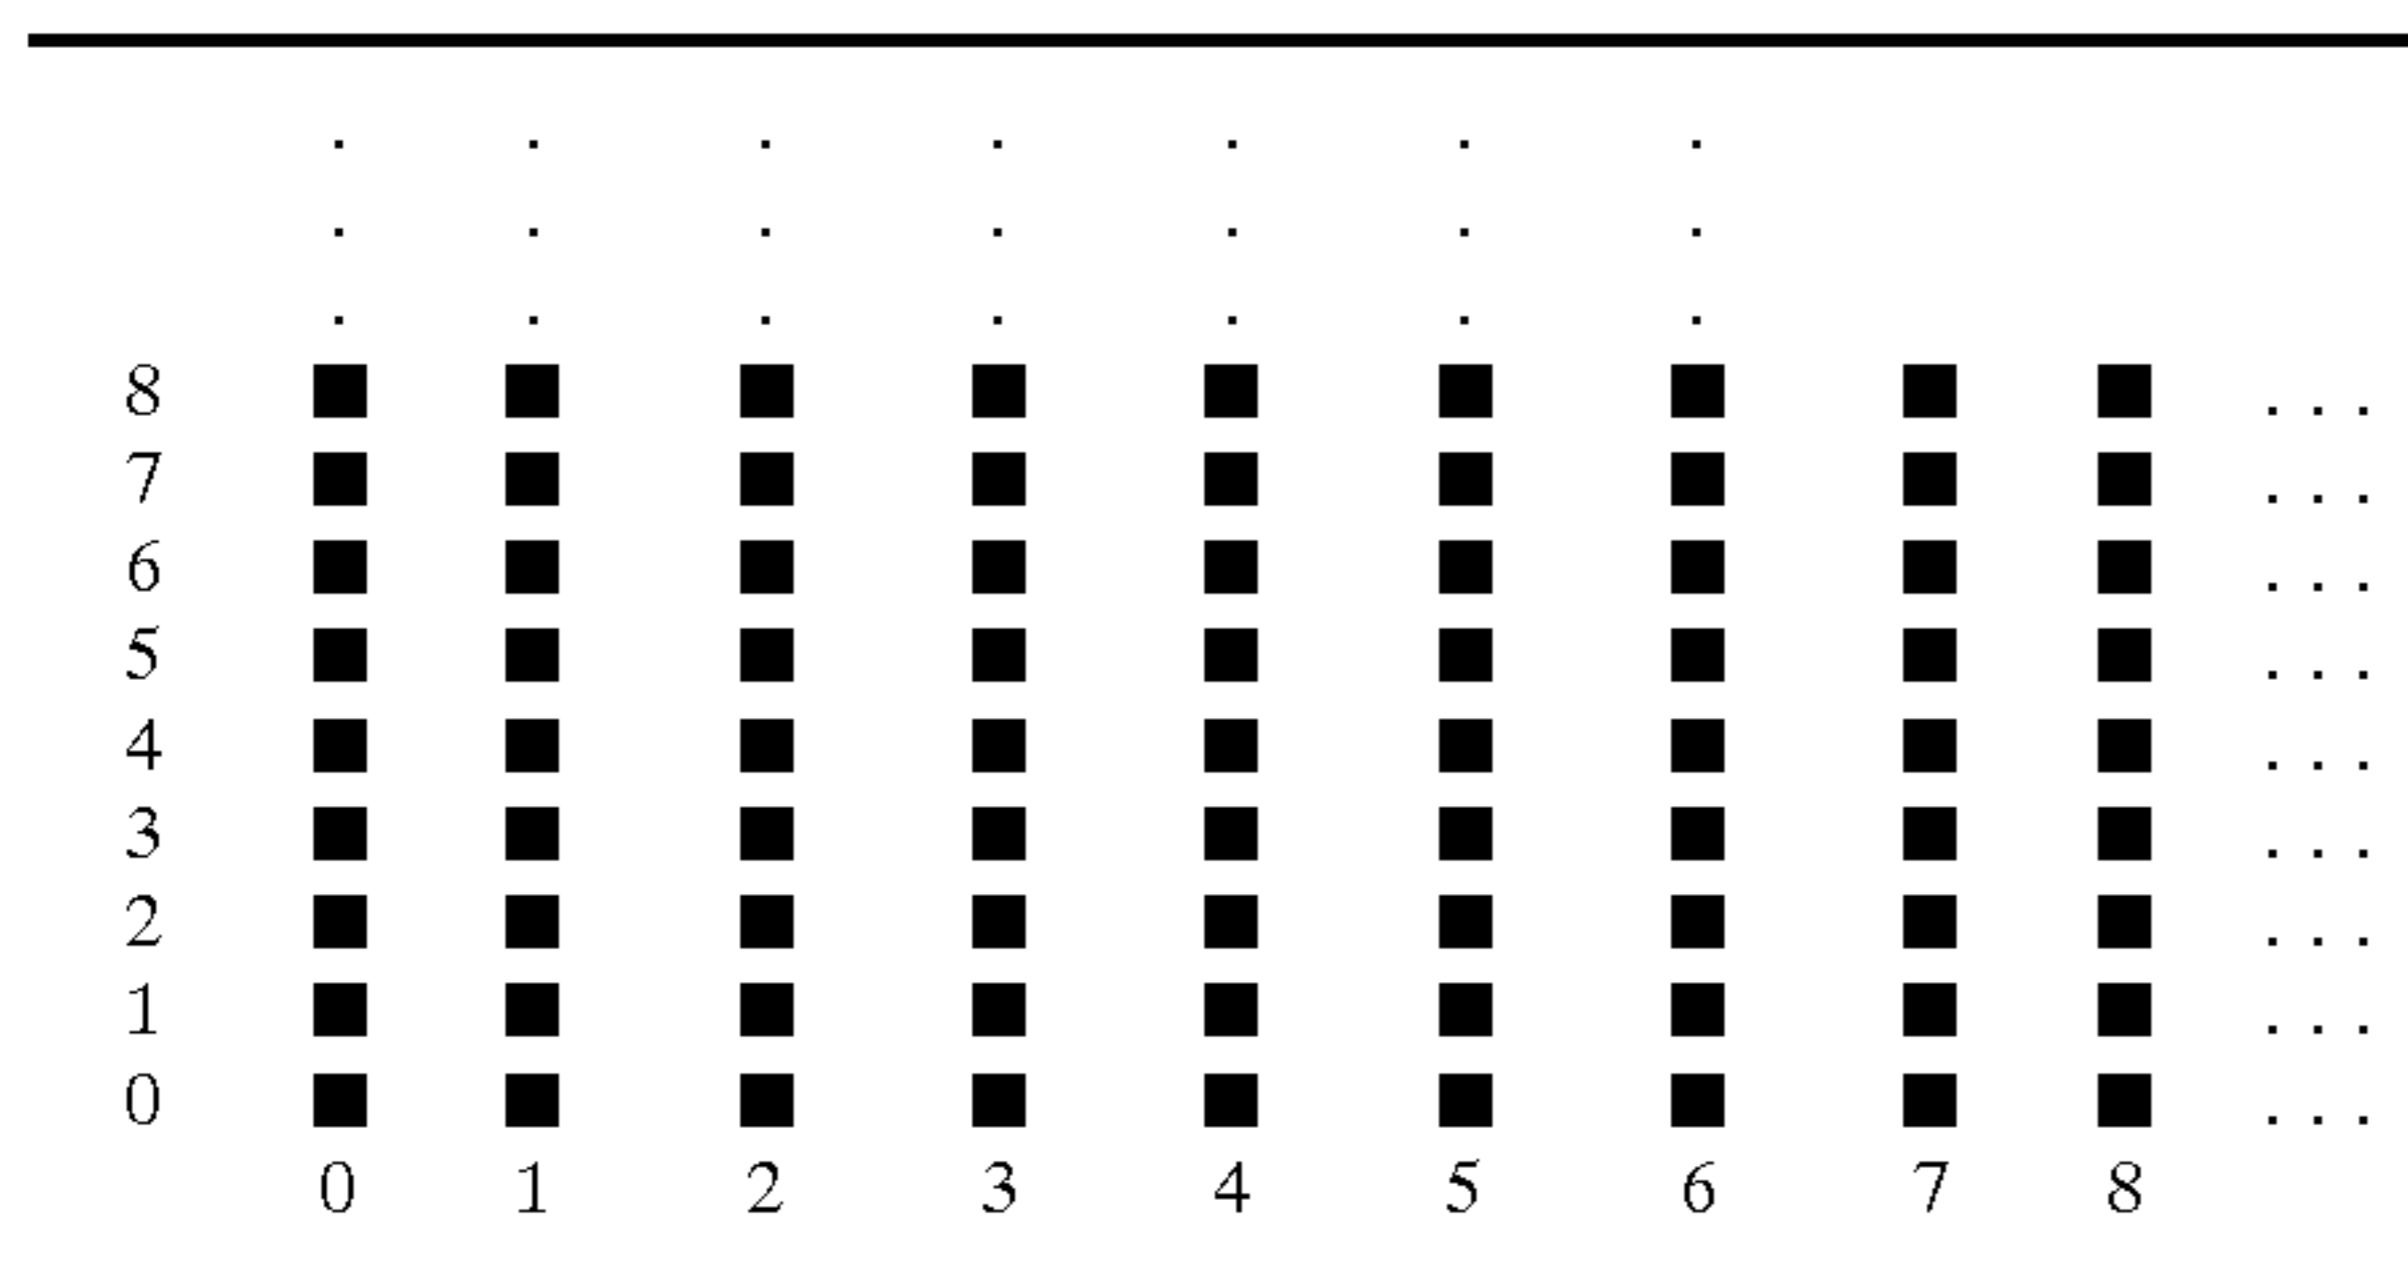 . . . . . . .
. . . . . . .
. . . . . . .
8 ■ ■ ■ ■ ■ ■ ■ ■ ■ . . .
7 ■ ■ ■ ■ ■ ■ ■ ■ ■ . . .
6 ■ ■ ■ ■ ■ ■ ■ ■ ■ . . .
5 ■ ■ ■ ■ ■ ■ ■ ■ ■ . . .
4 ■ ■ ■ ■ ■ ■ ■ ■ ■ . . .
3 ■ ■ ■ ■ ■ ■ ■ ■ ■ . . .
2 ■ ■ ■ ■ ■ ■ ■ ■ ■ . . .
1 ■ ■ ■ ■ ■ ■ ■ ■ ■ . . .
0 ■ ■ ■ ■ ■ ■ ■ ■ ■ . . .
0 1 2 3 4 5 6 7 8